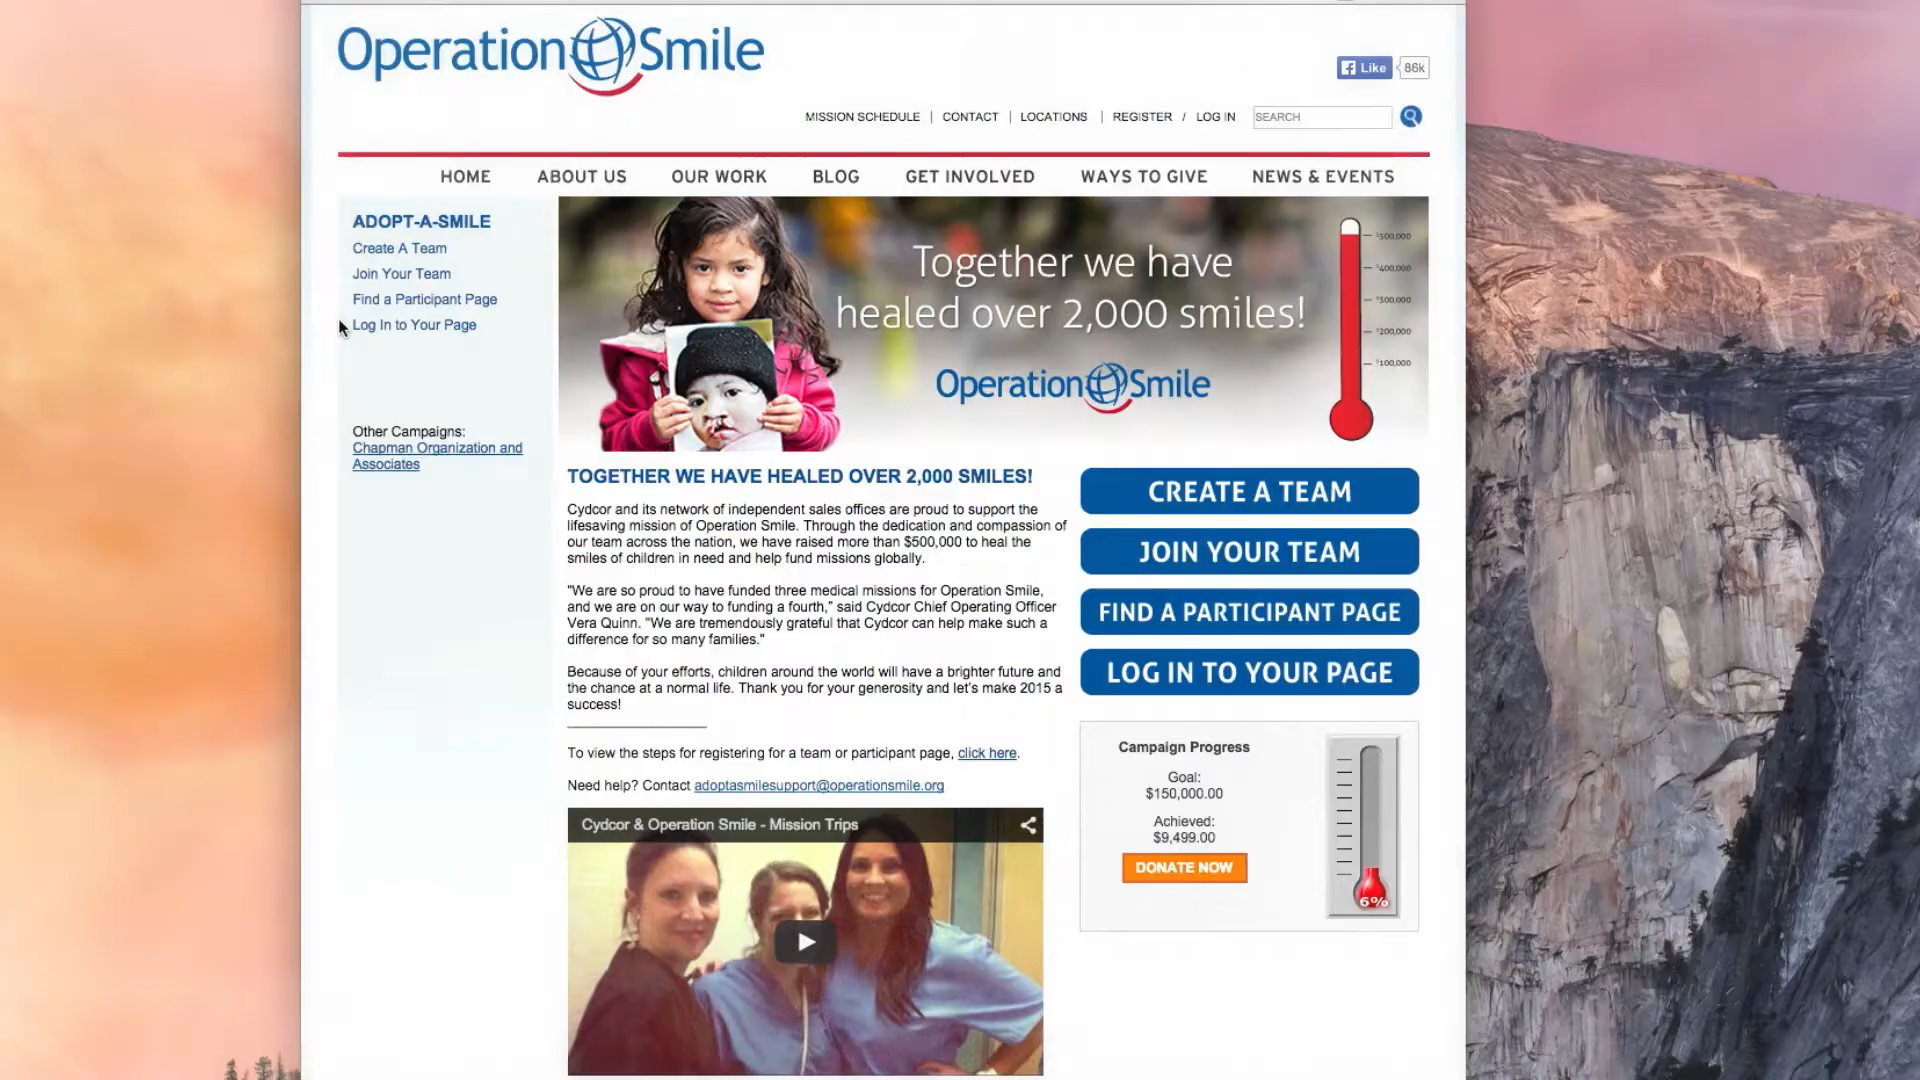 Operation Smile
Like 86k
MISSION SCHEDULE | CONTACT | LOCATIONS | REGISTER / LOG IN SEARCH
HOME ABOUT US OUR WORK BLOG GET INVOLVED WAYS TO GIVE NEWS & EVENTS
ADOPT-A-SMILE
Create A Team
Join Your Team
Find a Participant Page
Log In to Your Page
Other Campaigns:
Chapman Organization and
Associates
Together we have
healed over 2,000 smiles!
Operation Smile
$500,000
$400,000
$300,000
$200,000
$100,000
TOGETHER WE HAVE HEALED OVER 2,000 SMILES!
Cydcor and its network of independent sales offices are proud to support the
lifesaving mission of Operation Smile. Through the dedication and compassion of
our team across the nation, we have raised more than $500,000 to heal the
smiles of children in need and help fund missions globally.
"We are so proud to have funded three medical missions for Operation Smile,
and we are on our way to funding a fourth," said Cydcor Chief Operating Officer
Vera Quinn. "We are tremendously grateful that Cydcor can help make such a
difference for so many families."
Because of your efforts, children around the world will have a brighter future and
the chance at a normal life. Thank you for your generosity and let's make 2015 a
success!
To view the steps for registering for a team or participant page, click here.
Need help? Contact adoptasmilesupport@operationsmile.org
Cydcor & Operation Smile - Mission Trips
CREATE A TEAM
JOIN YOUR TEAM
FIND A PARTICIPANT PAGE
LOG IN TO YOUR PAGE
Campaign Progress
Goal:
$150,000.00
Achieved:
$9,499.00
DONATE NOW
6%